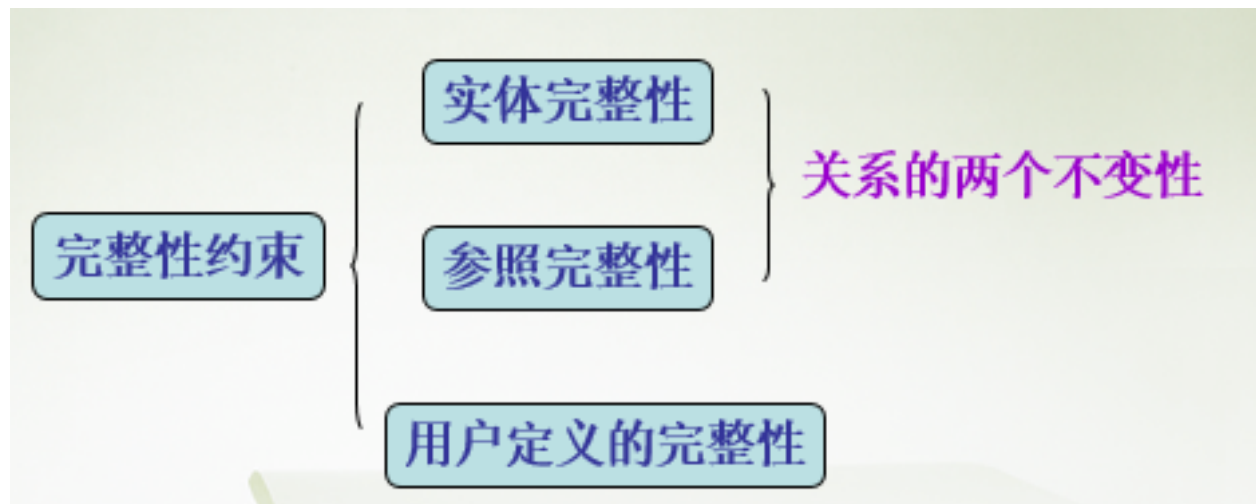 实体完整性
关系的两个不变性
完整性约束
参照完整性
用户定义的完整性